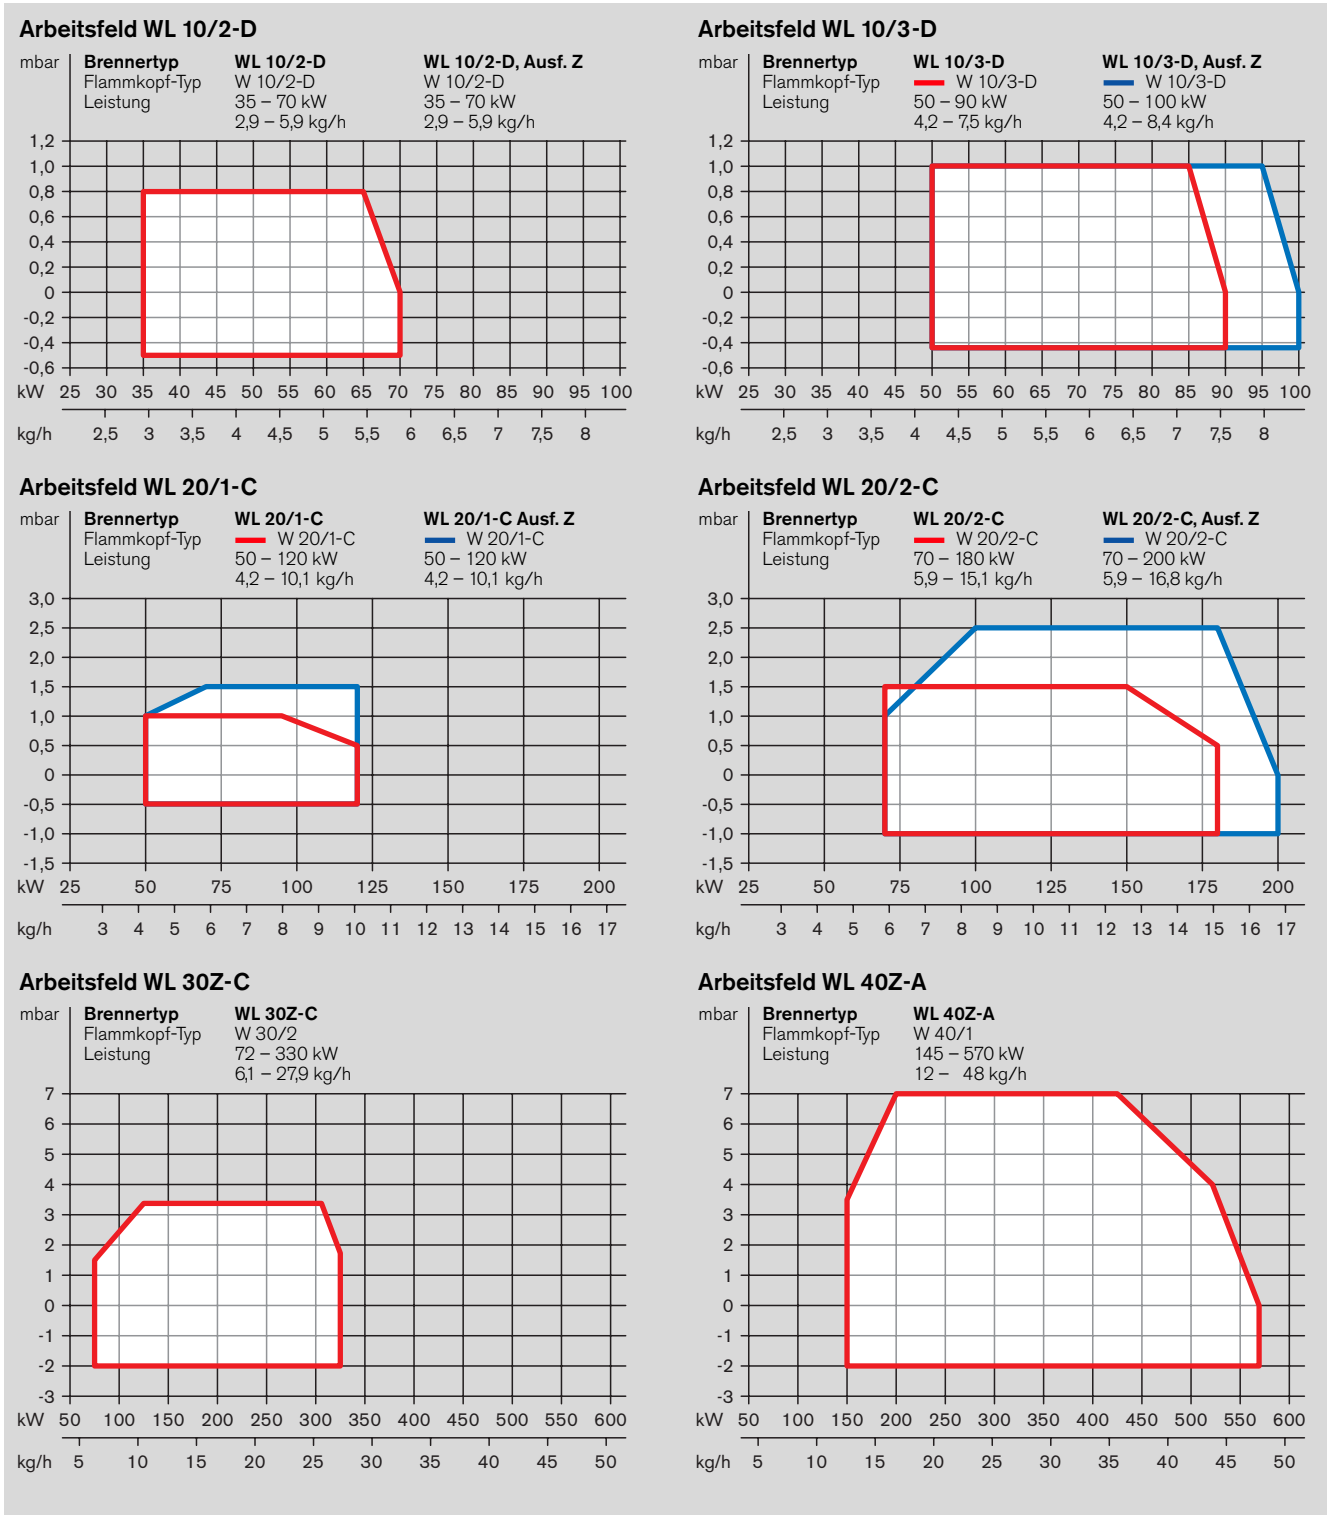 Arbeitsfeld WL 10/2-D
mbar Brennertyp WL 10/2-D WL 10/2-D, Ausf. Z
Flammkopf-Typ W 10/2-D W 10/2-D
Leistung 35 – 70 kW 35 – 70 kW
2,9 – 5,9 kg/h 2,9 – 5,9 kg/h
1,2
1,0
0,8
0,6
0,4
0,2
0
-0,2
-0,4
-0,6
kW 25 30 35 40 45 50 55 60 65 70 75 80 85 90 95 100
kg/h 2,5 3 3,5 4 4,5 5 5,5 6 6,5 7 7,5 8
Arbeitsfeld WL 10/3-D
mbar Brennertyp WL 10/3-D WL 10/3-D, Ausf. Z
Flammkopf-Typ W 10/3-D W 10/3-D
Leistung 50 – 90 kW 50 – 100 kW
4,2 – 7,5 kg/h 4,2 – 8,4 kg/h
1,2
1,0
0,8
0,6
0,4
0,2
0
-0,2
-0,4
-0,6
kW 25 30 35 40 45 50 55 60 65 70 75 80 85 90 95 100
kg/h 2,5 3 3,5 4 4,5 5 5,5 6 6,5 7 7,5 8
Arbeitsfeld WL 20/1-C
mbar Brennertyp WL 20/1-C WL 20/1-C Ausf. Z
Flammkopf-Typ W 20/1-C W 20/1-C
Leistung 50 – 120 kW 50 – 120 kW
4,2 – 10,1 kg/h 4,2 – 10,1 kg/h
3,0
2,5
2,0
1,5
1,0
0,5
0
-0,5
-1,0
-1,5
kW 25 50 75 100 125 150 175 200
kg/h 3 4 5 6 7 8 9 10 11 12 13 14 15 16 17
Arbeitsfeld WL 20/2-C
mbar Brennertyp WL 20/2-C WL 20/2-C, Ausf. Z
Flammkopf-Typ W 20/2-C W 20/2-C
Leistung 70 – 180 kW 70 – 200 kW
5,9 – 15,1 kg/h 5,9 – 16,8 kg/h
3,0
2,5
2,0
1,5
1,0
0,5
0
-0,5
-1,0
-1,5
kW 25 50 75 100 125 150 175 200
kg/h 3 4 5 6 7 8 9 10 11 12 13 14 15 16 17
Arbeitsfeld WL 30Z-C
mbar Brennertyp WL 30Z-C
Flammkopf-Typ W 30/2
Leistung 72 – 330 kW
6,1 – 27,9 kg/h
7
6
5
4
3
2
1
0
-1
-2
-3
kW 50 100 150 200 250 300 350 400 450 500 550 600
kg/h 5 10 15 20 25 30 35 40 45 50
Arbeitsfeld WL 40Z-A
mbar Brennertyp WL 40Z-A
Flammkopf-Typ W 40/1
Leistung 145 – 570 kW
12 – 48 kg/h
7
6
5
4
3
2
1
0
-1
-2
-3
kW 50 100 150 200 250 300 350 400 450 500 550 600
kg/h 5 10 15 20 25 30 35 40 45 50